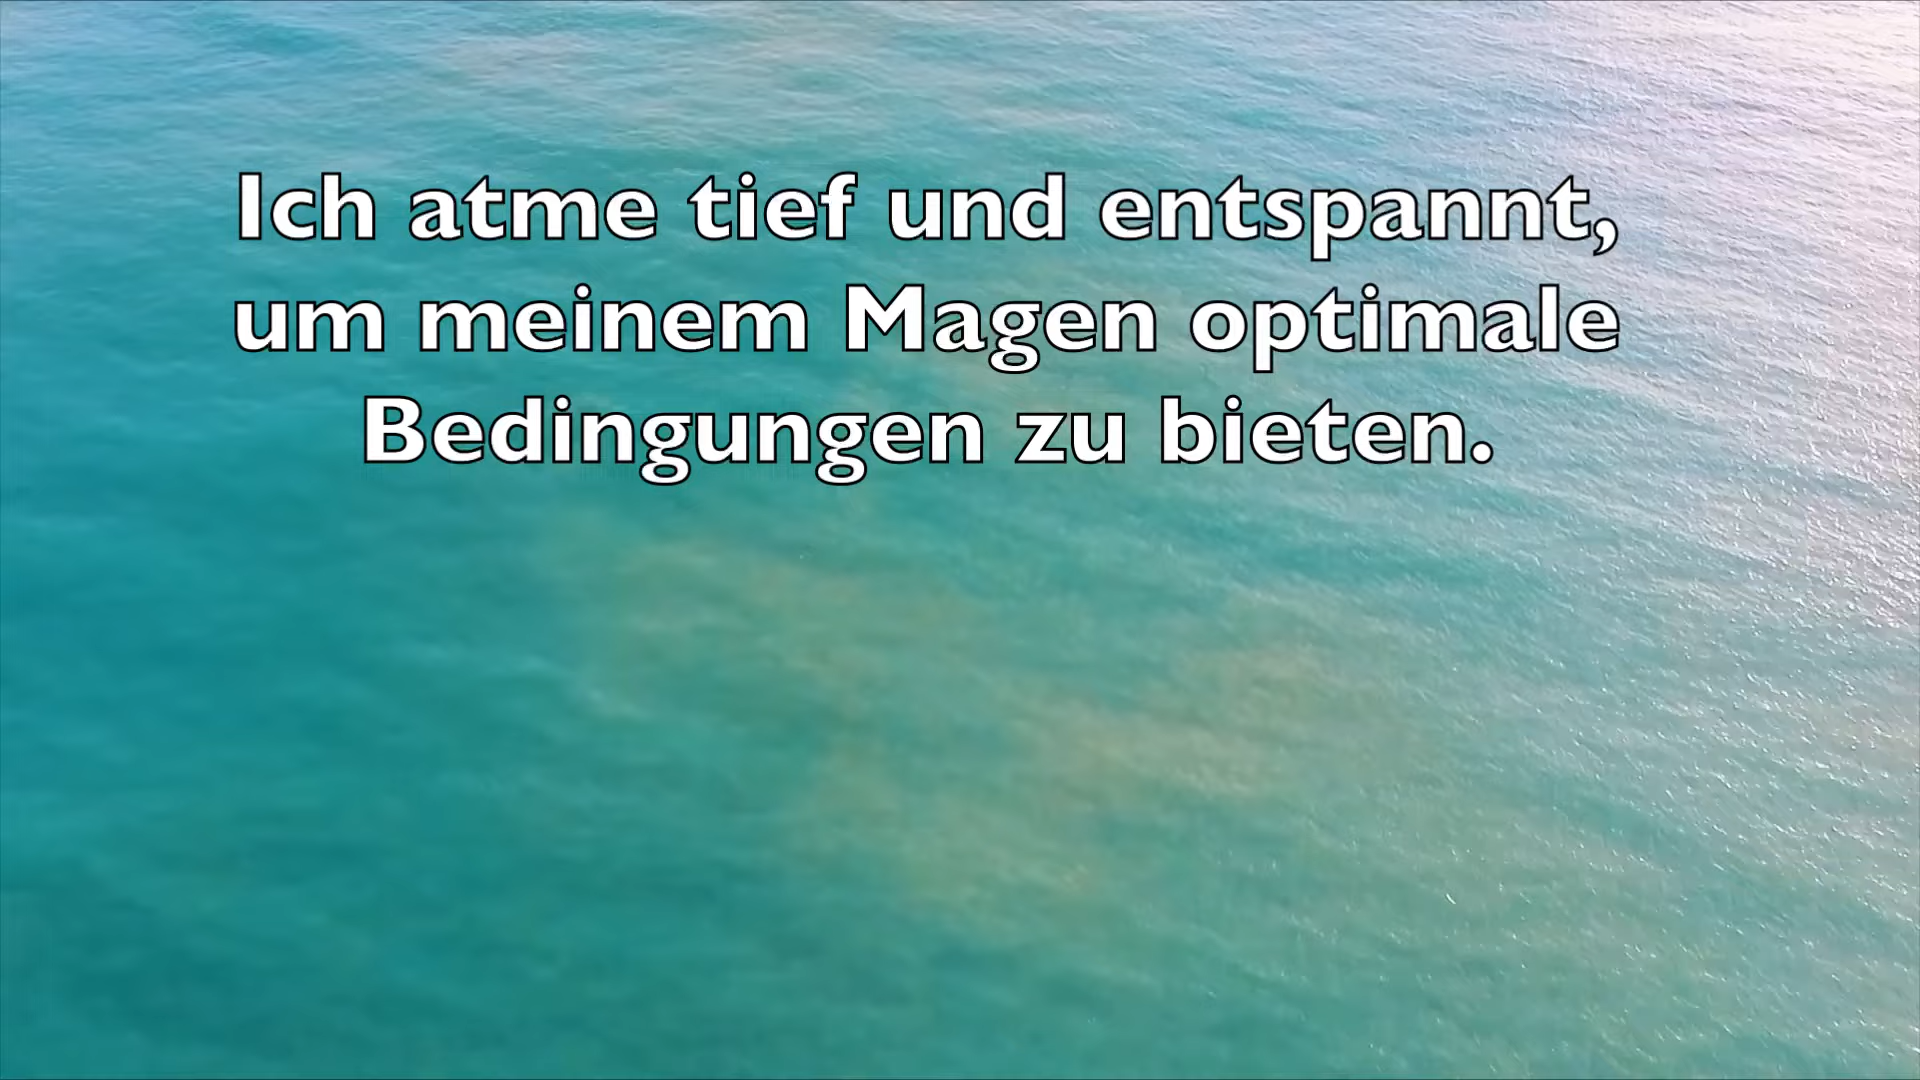 Ich atme tief und entspannt,
um meinem Magen optimale
Bedingungen zu bieten.